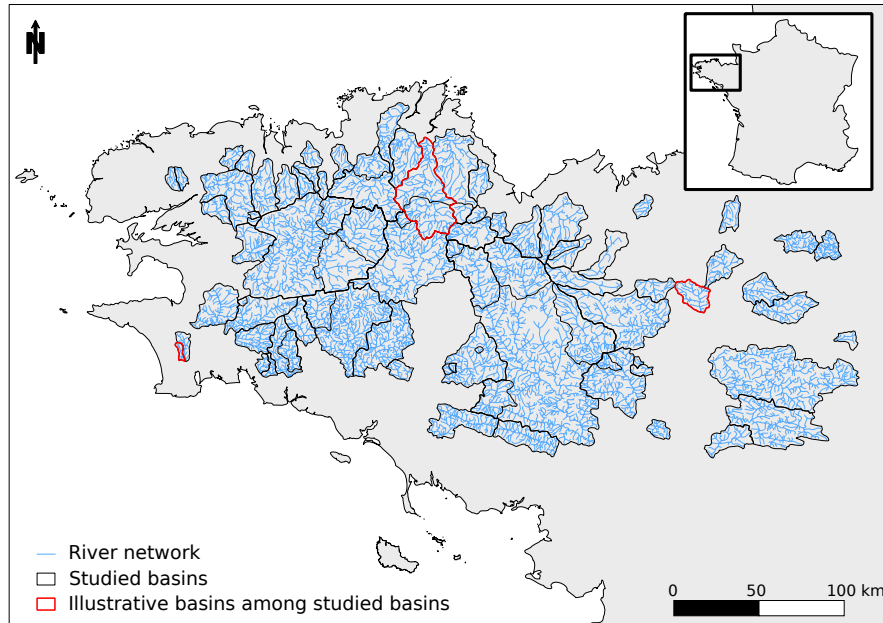 N
River network
Studied basins
Illustrative basins among studied basins
0 50 100 km